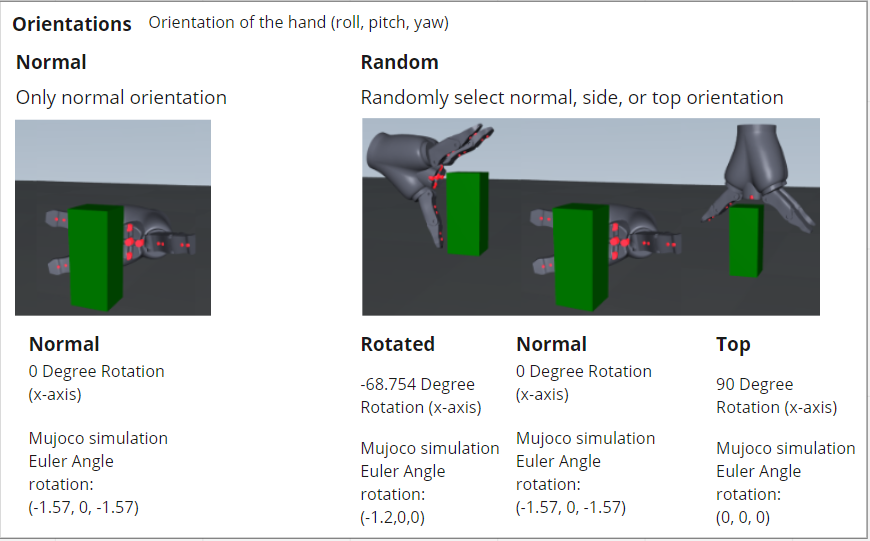 Orientations Orientation of the hand (roll, pitch, yaw)
Normal
Only normal orientation
Random
Randomly select normal, side, or top orientation
Normal
0 Degree Rotation
(x-axis)
Mujoco simulation
Euler Angle
rotation:
(-1.57, 0, -1.57)
Rotated
-68.754 Degree
Rotation (x-axis)
Mujoco simulation
Euler Angle
rotation:
(-1.2,0,0)
Normal
0 Degree Rotation
(x-axis)
Mujoco simulation
Euler Angle
rotation:
(-1.57, 0, -1.57)
Top
90 Degree
Rotation (x-axis)
Mujoco simulation
Euler Angle
rotation:
(0, 0, 0)